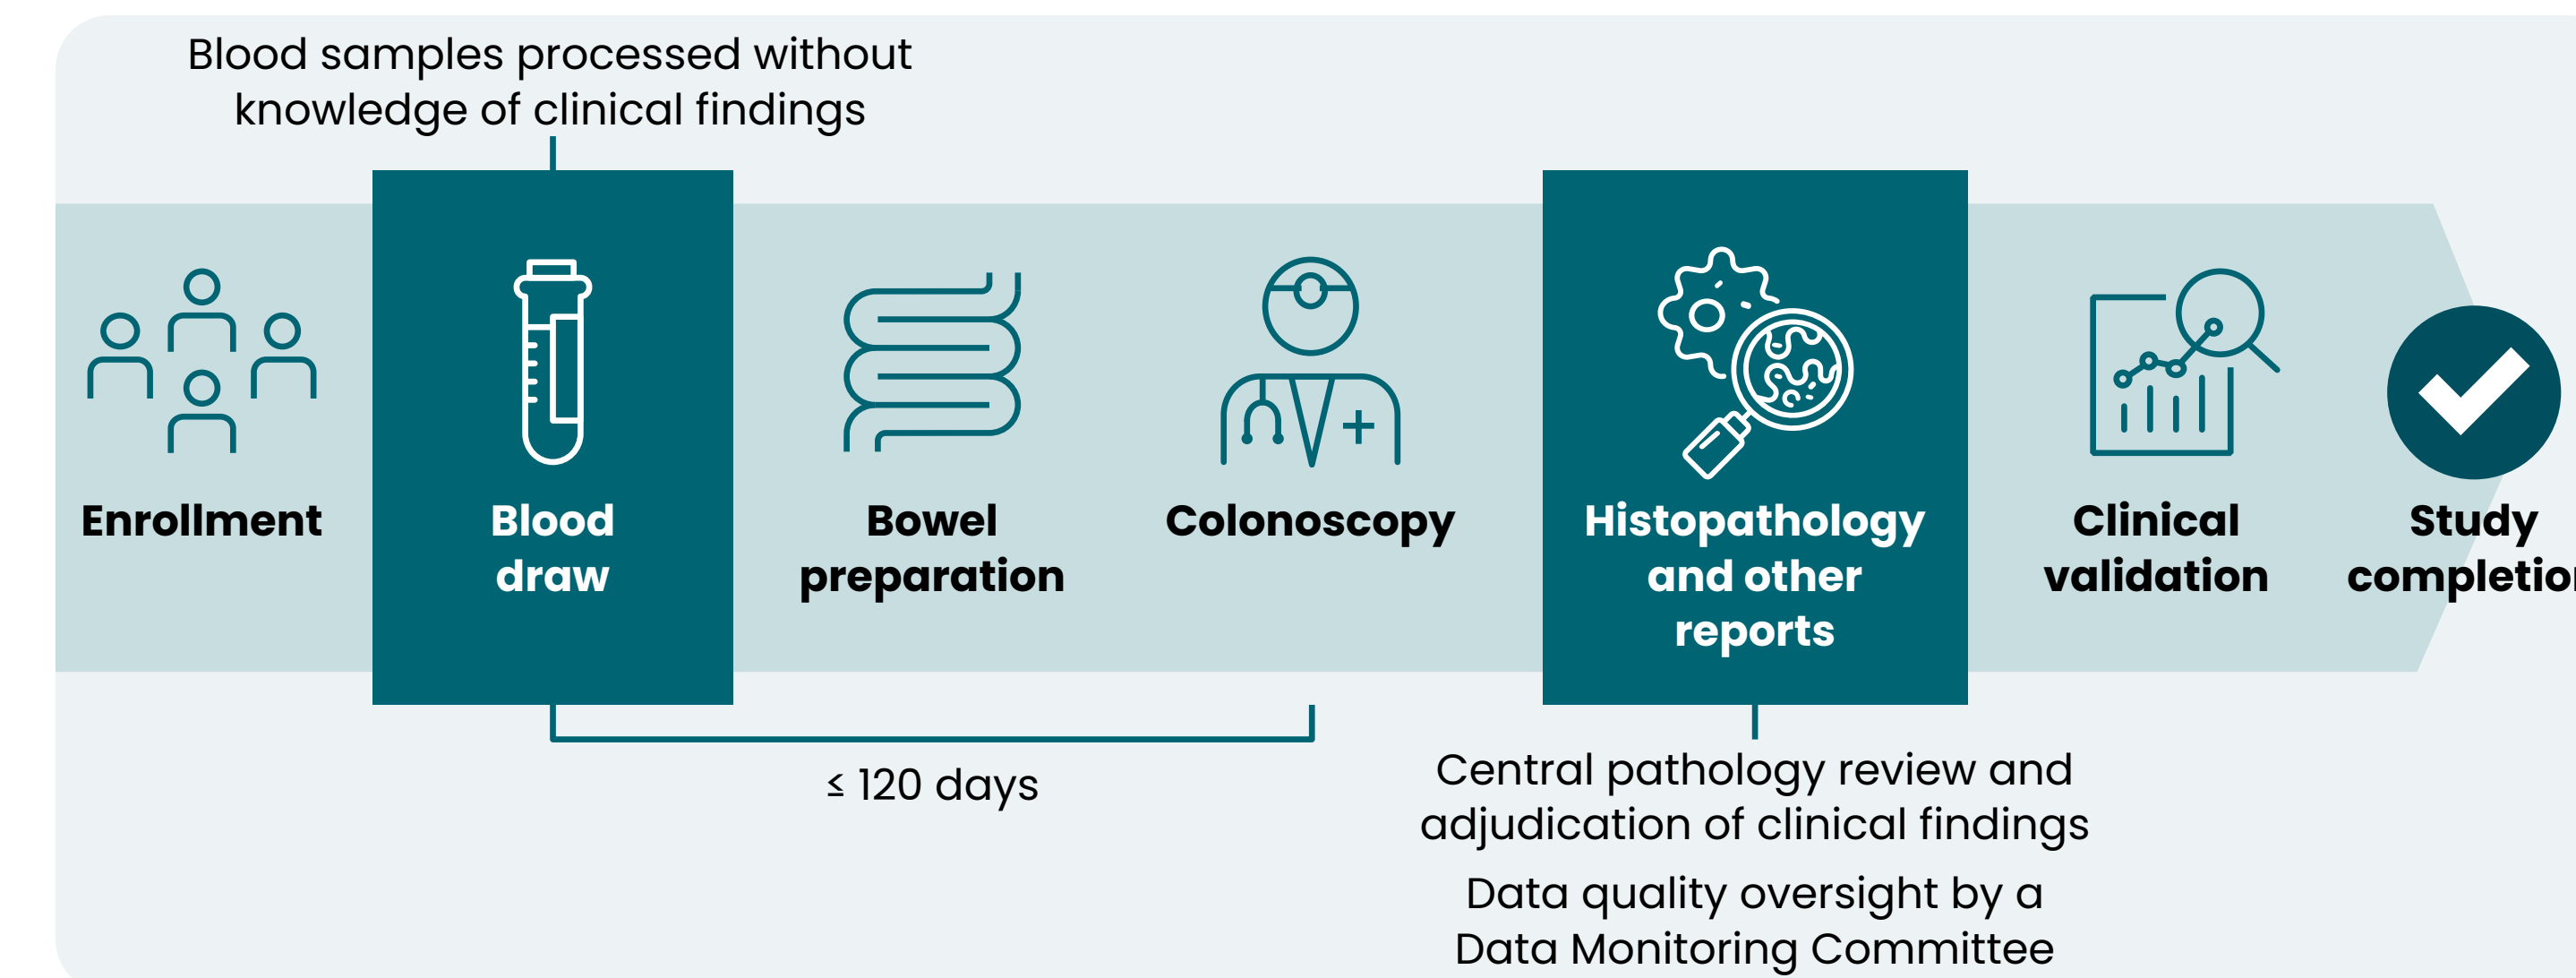 Blood samples processed without
knowledge of clinical findings
Enrollment
Blood
draw
Bowel
preparation
Colonoscopy
Histopathology
and other
reports
Clinical
validation
Study
completion
≤ 120 days
Central pathology review and
adjudication of clinical findings
Data quality oversight by a
Data Monitoring Committee